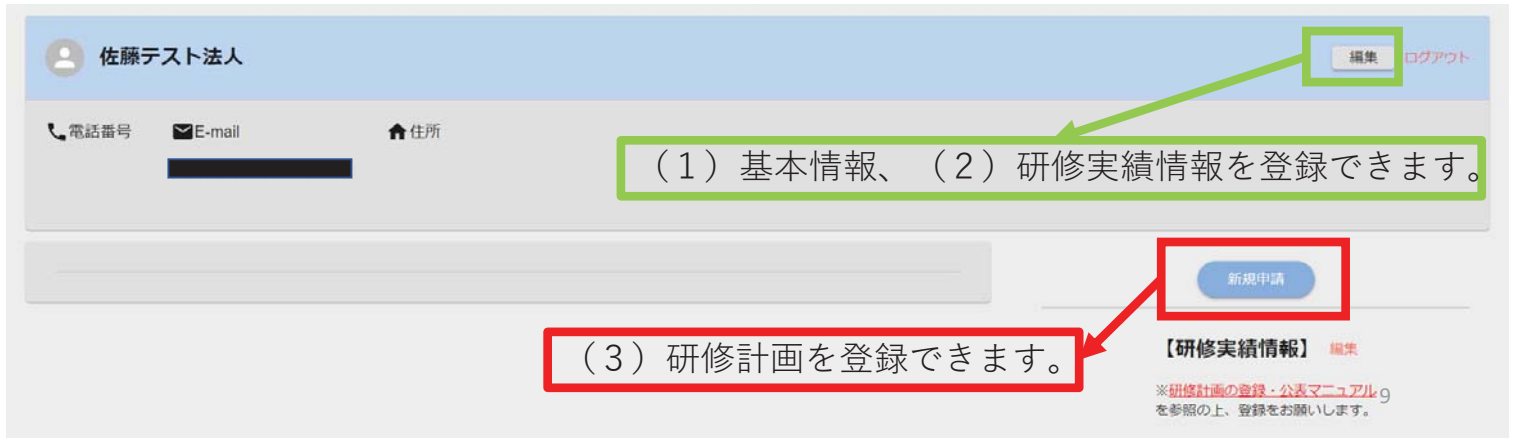 佐藤テスト法人
編集 ログアウト
電話番号 E-mail 住所
（１）基本情報、（２）研修実績情報を登録できます。
新規申請
（３）研修計画を登録できます。
【研修実績情報】 編集
※研修計画の登録・公表マニュアル
を参照の上、登録をお願いします。
9